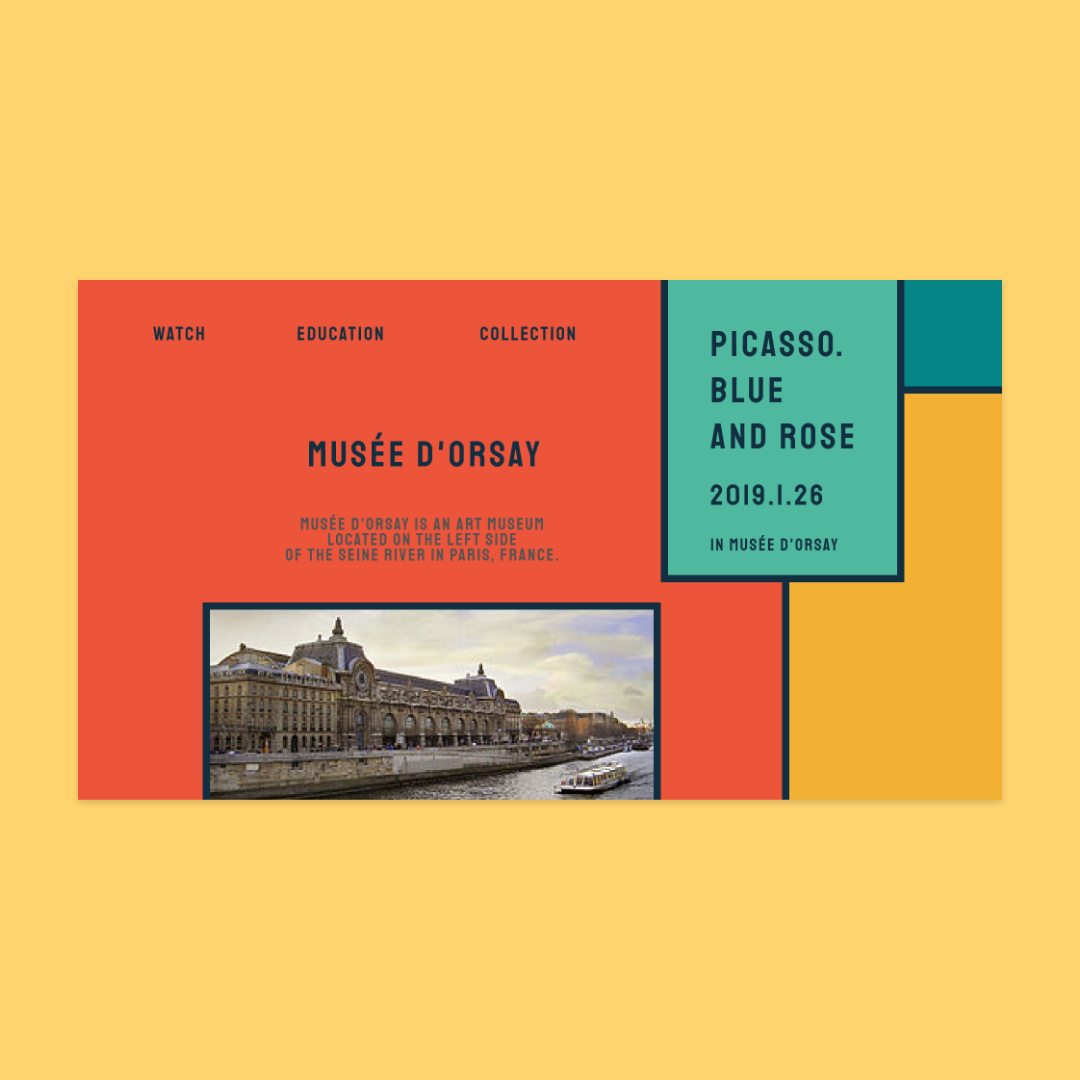 WATCH
EDUCATION
COLLECTION
MUSÉE D'ORSAY
MUSÉE D'ORSAY IS AN ART MUSEUM
LOCATED ON THE LEFT SIDE
OF THE SEINE RIVER IN PARIS, FRANCE.
PICASSO.
BLUE
AND ROSE
2019.1.26
IN MUSÉE D'ORSAY